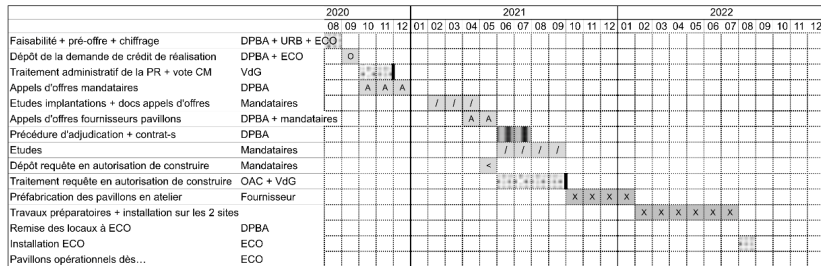 2020 2021 2022
08 09 10 11 12 01 02 03 04 05 06 07 08 09 10 11 12 01 02 03 04 05 06 07 08 09 10 11 12
Faisabilité + pré-offre + chiffrage DPBA + URB + ECO
Dépôt de la demande de crédit de réalisation DPBA + ECO O
Traitement administratif de la PR + vote CM VdG
Appels d'offres mandataires DPBA A A A
Etudes implantations + docs appels d'offres Mandataires / / /
Appels d'offres fournisseurs pavillons DPBA + mandataires A A
Précédure d'adjudication + contrat-s DPBA
Etudes Mandataires / / / /
Dépôt requête en autorisation de construire Mandataires <
Traitement requête en autorisation de construire OAC + VdG
Préfabrication des pavillons en atelier Fournisseur X X X X
Travaux préparatoires + installation sur les 2 sites X X X X X X
Remise des locaux à ECO DPBA
Installation ECO ECO
Pavillons opérationnels dès... ECO